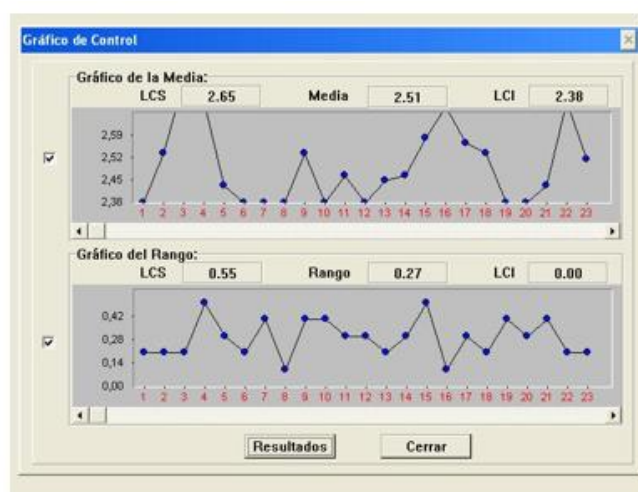 Gráfico de Control
Gráfico de la Media:
LCS 2.65 Media 2.51 LCI 2.38
2,59
2,52
2,45
2,38
1 2 3 4 5 6 7 8 9 10 11 12 13 14 15 16 17 18 19 20 21 22 23
Gráfico del Rango:
LCS 0.55 Rango 0.27 LCI 0.00
0,42
0,28
0,14
0,00
1 2 3 4 5 6 7 8 9 10 11 12 13 14 15 16 17 18 19 20 21 22 23
Resultados Cerrar